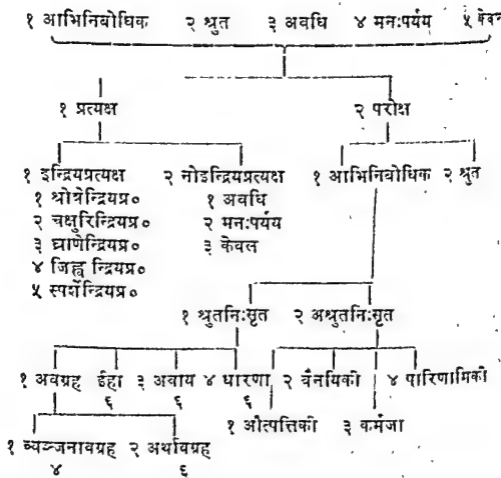 १ आभिनिबोधिक २ श्रुत ३ अवधि ४ मनःपर्यय ५ केवल
१ प्रत्यक्ष २ परोक्ष
१ इन्द्रियप्रत्यक्ष २ नोइन्द्रियप्रत्यक्ष १ आभिनिबोधिक २ श्रुत
१ श्रोत्रेन्द्रियप्र० १ अवधि
२ चक्षुरिन्द्रियप्र० २ मनःपर्यय
३ घ्राणेन्द्रियप्र० ३ केवल
४ जिह्व न्द्रियप्र०
५ स्पर्शेन्द्रियप्र०
१ श्रुतनिःसृत २ अश्रुतनिःसृत
१ अवग्रह ईहा ३ अवाय ४ धारणा २ वैनयिकी ४ पारिणामिकी
६ ६ ६
१ औत्पत्तिकी ३ कर्मजा
१ व्यञ्जनावग्रह २ अर्थावग्रह
४ ६